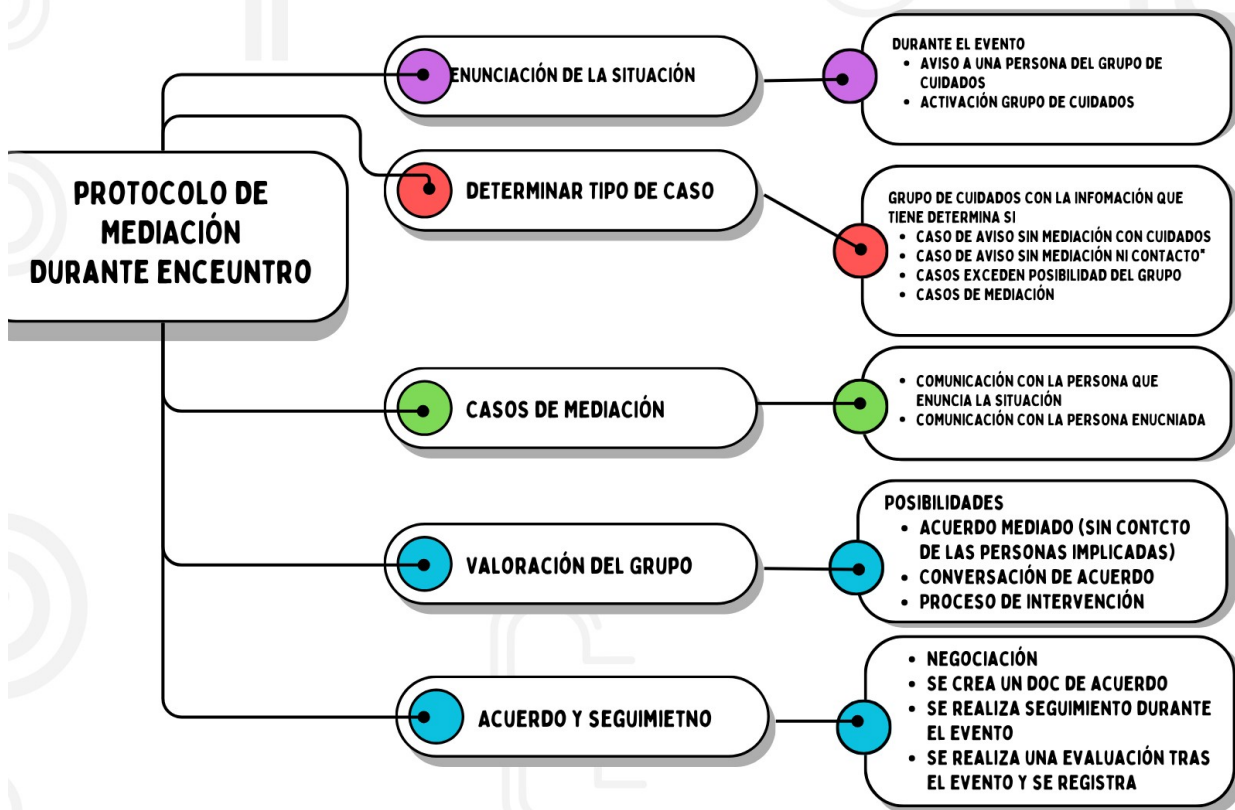 PROTOCOLO DE
MEDIACIÓN
DURANTE ENCEUNTRO
ENUNCIACIÓN DE LA SITUACIÓN
DURANTE EL EVENTO
• AVISO A UNA PERSONA DEL GRUPO DE
CUIDADOS
• ACTIVACIÓN GRUPO DE CUIDADOS
DETERMINAR TIPO DE CASO
GRUPO DE CUIDADOS CON LA INFOMACIÓN QUE
TIENE DETERMINA SI
• CASO DE AVISO SIN MEDIACIÓN CON CUIDADOS
• CASO DE AVISO SIN MEDIACIÓN NI CONTACTO*
• CASOS EXCEDEN POSIBILIDAD DEL GRUPO
• CASOS DE MEDIACIÓN
CASOS DE MEDIACIÓN
• COMUNICACIÓN CON LA PERSONA QUE
ENUNCIA LA SITUACIÓN
• COMUNICACIÓN CON LA PERSONA ENUCNIADA
VALORACIÓN DEL GRUPO
POSIBILIDADES
• ACUERDO MEDIADO (SIN CONTCTO
DE LAS PERSONAS IMPLICADAS)
• CONVERSACIÓN DE ACUERDO
• PROCESO DE INTERVENCIÓN
ACUERDO Y SEGUIMIETNO
• NEGOCIACIÓN
• SE CREA UN DOC DE ACUERDO
• SE REALIZA SEGUIMIENTO DURANTE
EL EVENTO
• SE REALIZA UNA EVALUACIÓN TRAS
EL EVENTO Y SE REGISTRA